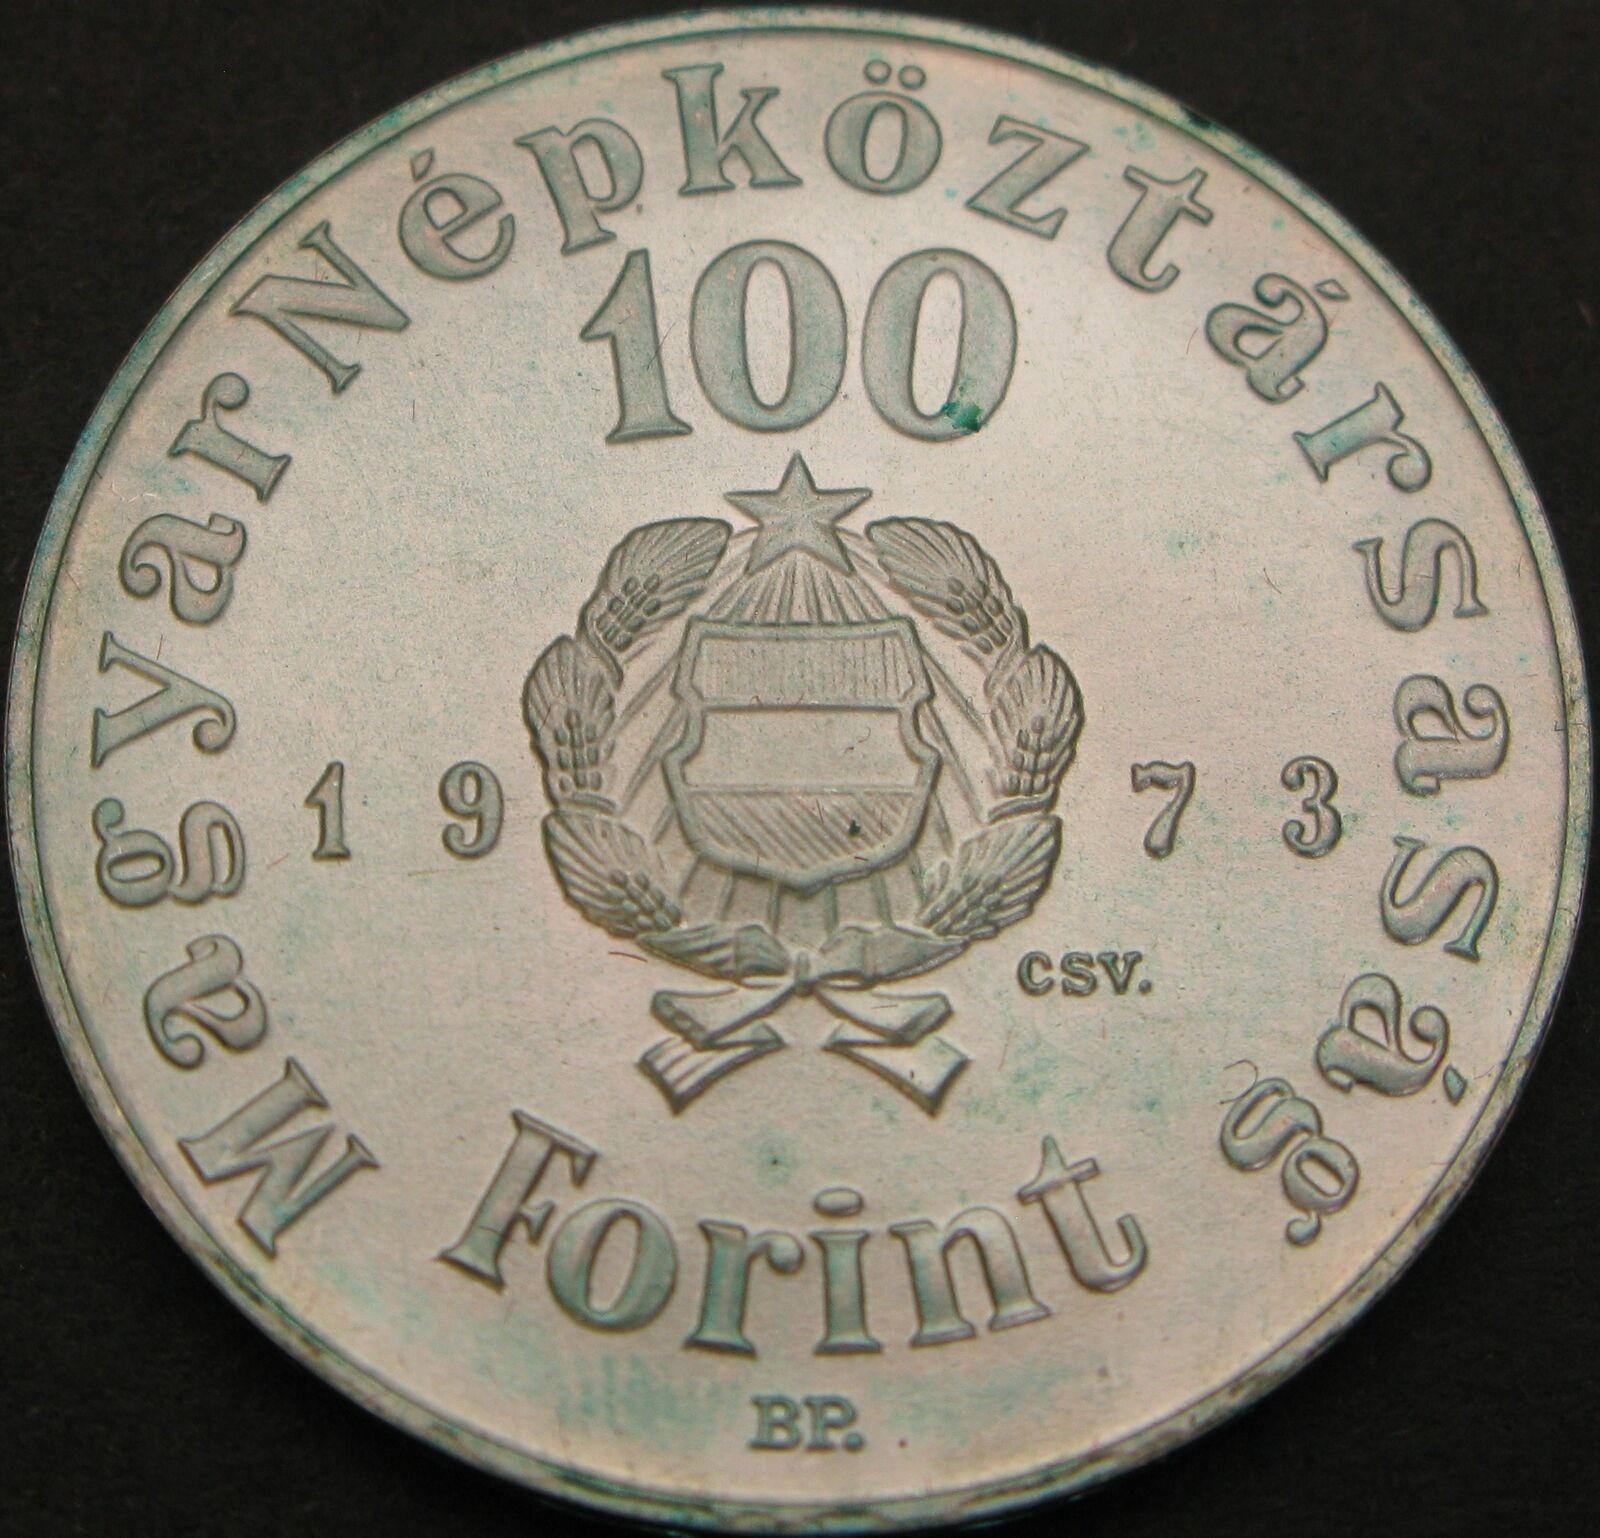 Magyar Népköztársaság
100
1973
CSV.
Forint
BP.